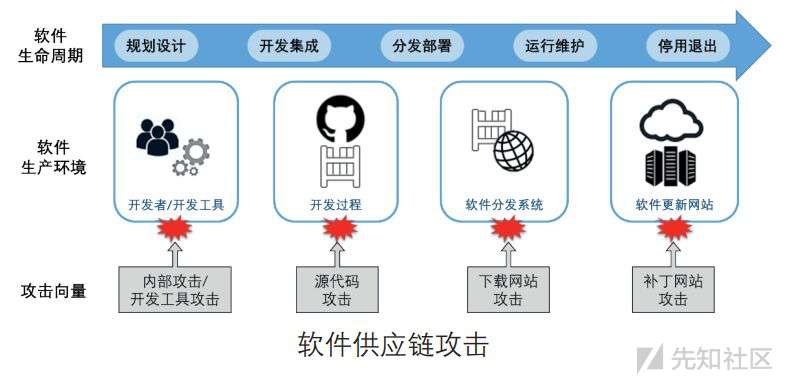 软件
生命周期
规划设计
开发集成
分发部署
运行维护
停用退出
软件
生产环境
开发者/开发工具
开发过程
软件分发系统
软件更新网站
攻击向量
内部攻击/
开发工具攻击
源代码
攻击
下载网站
攻击
补丁网站
攻击
软件供应链攻击
先知社区